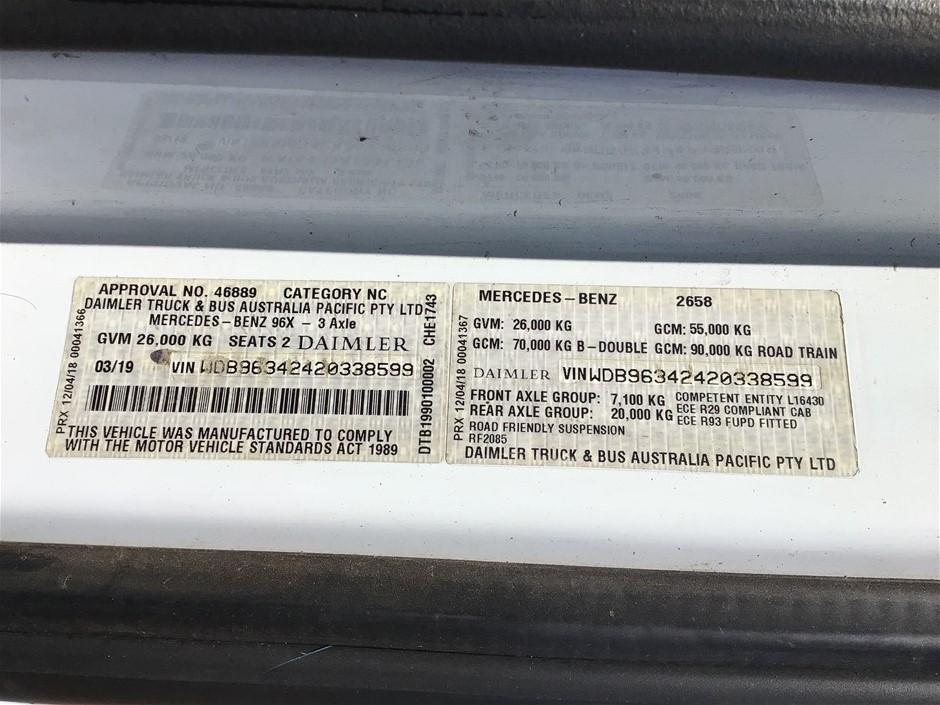 APPROVAL NO. 46889 CATEGORY NC
DAIMLER TRUCK & BUS AUSTRALIA PACIFIC PTY LTD
MERCEDES-BENZ 96X - 3 Axle
GVM 26,000 KG SEATS 2 DAIMLER
03/19 VIN WDB96342420338599
THIS VEHICLE WAS MANUFACTURED TO COMPLY
WITH THE MOTOR VEHICLE STANDARDS ACT 1989
PRX 12/04/18 00041366
DTB1990100002 CHE1743
MERCEDES-BENZ 2658
GVM: 26,000 KG GCM: 55,000 KG
GCM: 70,000 KG B-DOUBLE GCM: 90,000 KG ROAD TRAIN
DAIMLER VIN WDB96342420338599
FRONT AXLE GROUP: 7,100 KG COMPETENT ENTITY L16430
REAR AXLE GROUP: 20,000 KG ECE R29 COMPLIANT CAB
ROAD FRIENDLY SUSPENSION ECE R93 FUPD FITTED
RF2085
DAIMLER TRUCK & BUS AUSTRALIA PACIFIC PTY LTD
PRX 12/04/18 00041367